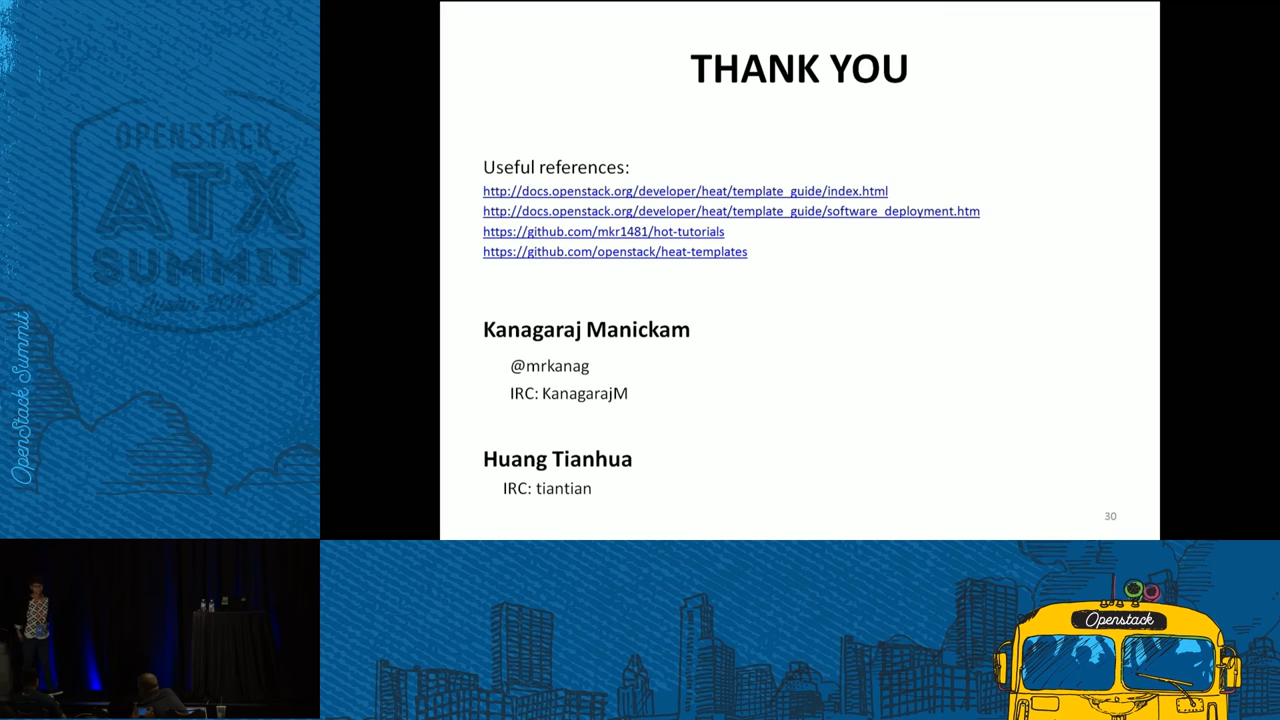 OPENSTACK
ATX
SUMMIT
Austin 2016
OpenStack Summit
THANK YOU
Useful references:
http://docs.openstack.org/developer/heat/template_guide/index.html
http://docs.openstack.org/developer/heat/template_guide/software_deployment.htm
https://github.com/mkr1481/hot-tutorials
https://github.com/openstack/heat-templates
Kanagaraj Manickam
@mrkanag
IRC: KanagarajM
Huang Tianhua
IRC: tiantian
30
Openstack